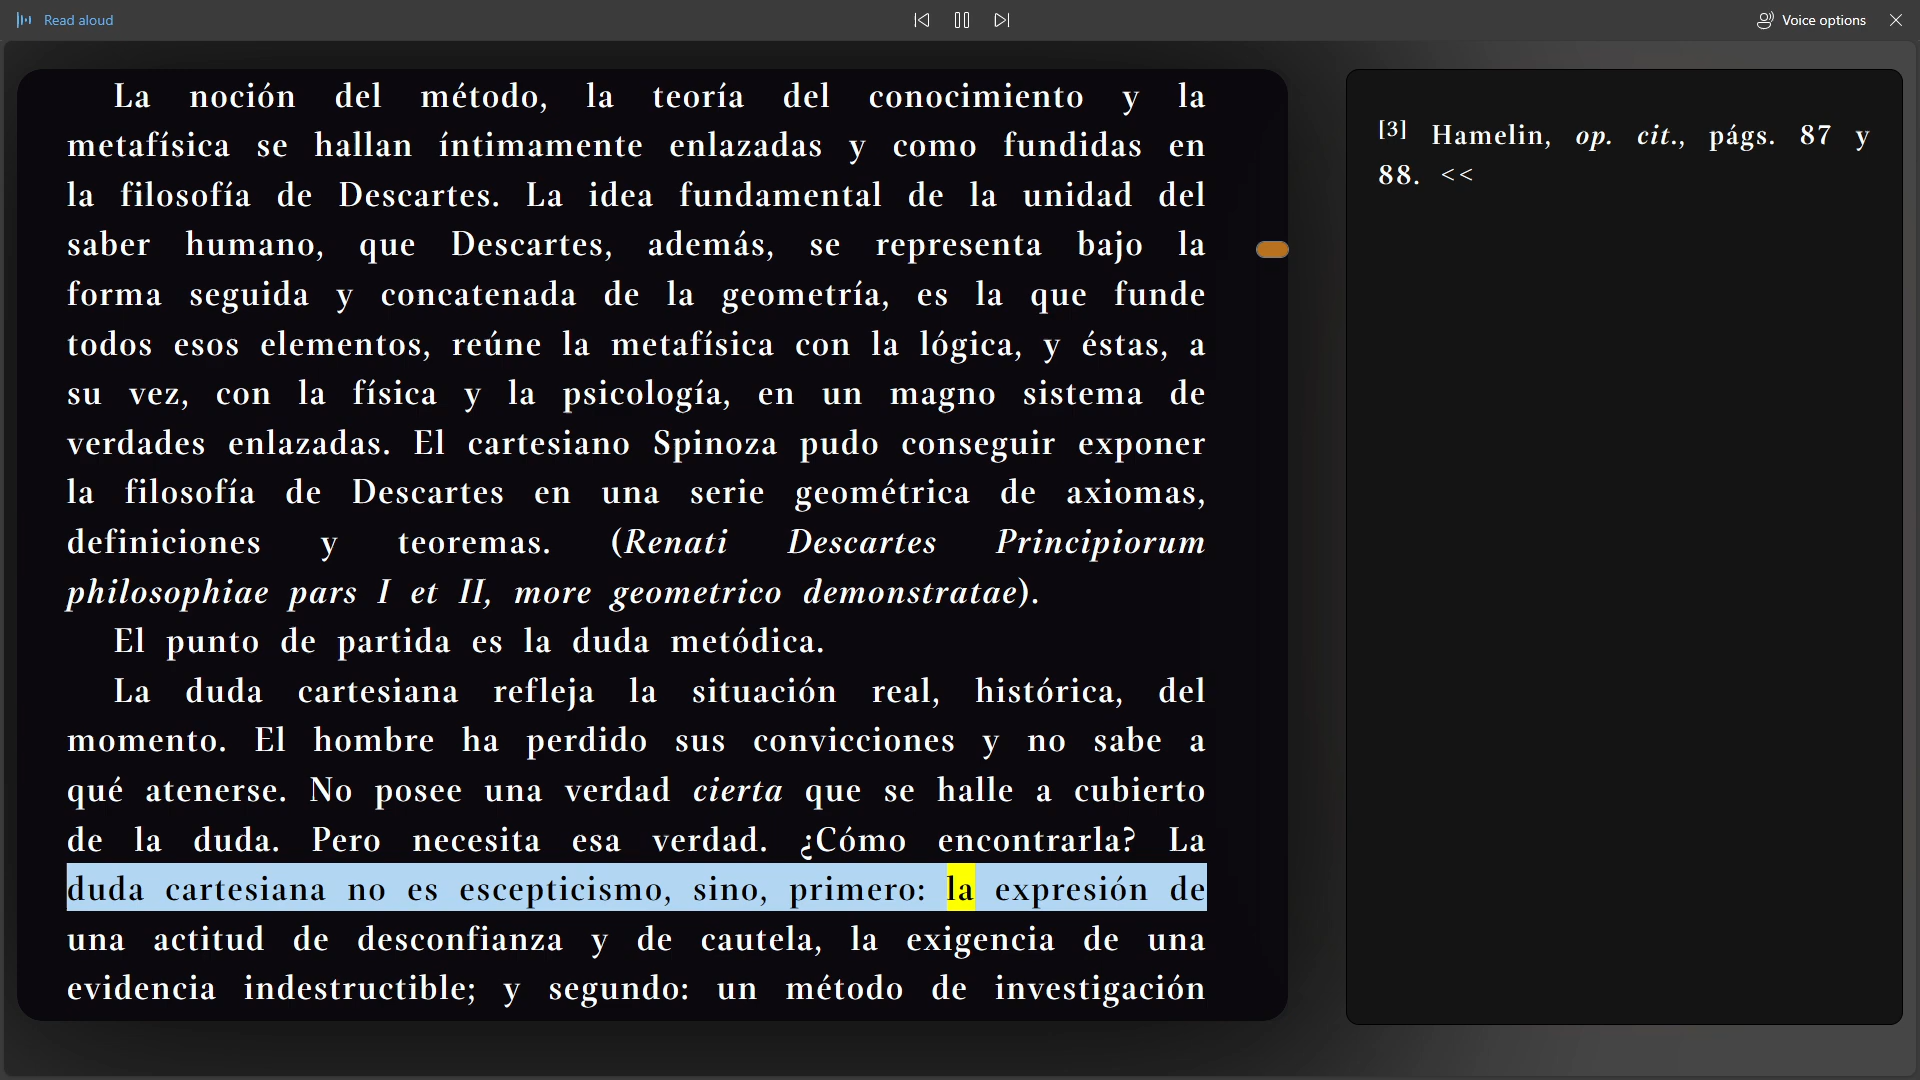 Read aloud
Voice options
La noción del método, la teoría del conocimiento y la
metafísica se hallan íntimamente enlazadas y como fundidas en
la filosofía de Descartes. La idea fundamental de la unidad del
saber humano, que Descartes, además, se representa bajo la
forma seguida y concatenada de la geometría, es la que funde
todos esos elementos, reúne la metafísica con la lógica, y éstas, a
su vez, con la física y la psicología, en un magno sistema de
verdades enlazadas. El cartesiano Spinoza pudo conseguir exponer
la filosofía de Descartes en una serie geométrica de axiomas,
definiciones y teoremas. (Renati Descartes Principiorum
philosophiae pars I et II, more geometrico demonstratae).
El punto de partida es la duda metódica.
La duda cartesiana refleja la situación real, histórica, del
momento. El hombre ha perdido sus convicciones y no sabe a
qué atenerse. No posee una verdad cierta que se halle a cubierto
de la duda. Pero necesita esa verdad. ¿Cómo encontrarla? La
duda cartesiana no es escepticismo, sino, primero: la expresión de
una actitud de desconfianza y de cautela, la exigencia de una
evidencia indestructible; y segundo: un método de investigación
[3] Hamelin, op. cit., págs. 87 y
88. <<